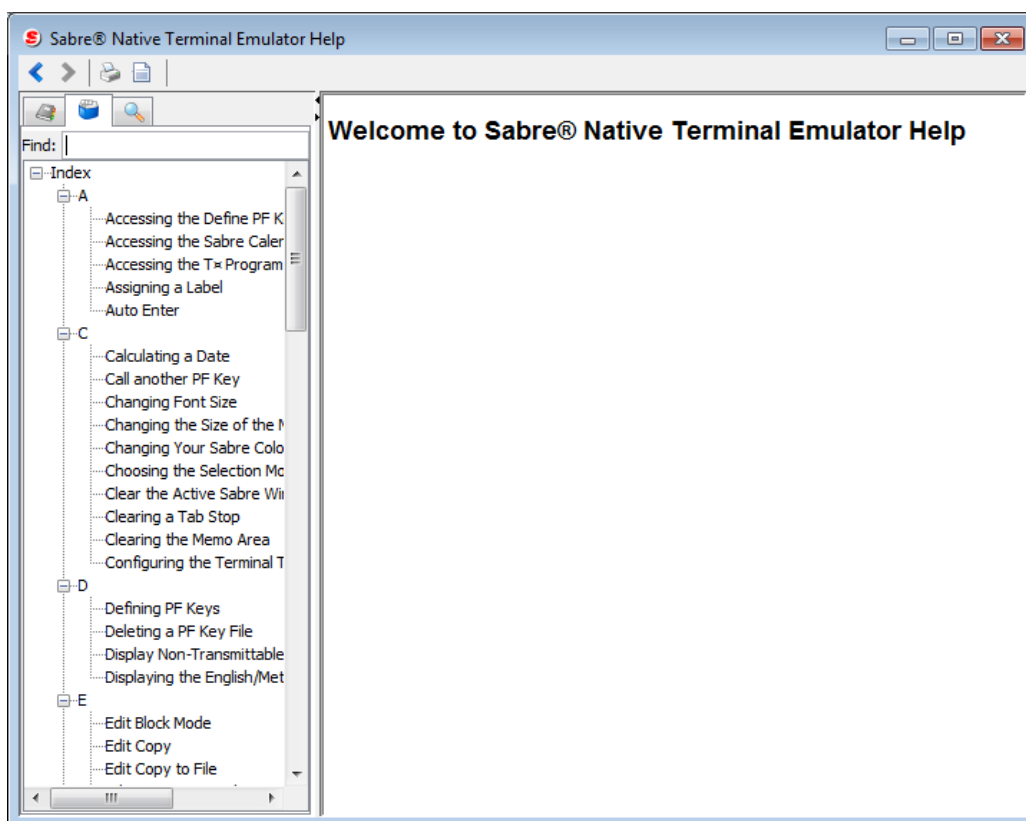 Sabre® Native Terminal Emulator Help
Find:
Welcome to Sabre® Native Terminal Emulator Help
Index
A
Accessing the Define PF K
Accessing the Sabre Caler
Accessing the T¤ Program
Assigning a Label
Auto Enter
C
Calculating a Date
Call another PF Key
Changing Font Size
Changing the Size of the M
Changing Your Sabre Colo
Choosing the Selection Mo
Clear the Active Sabre Wi
Clearing a Tab Stop
Clearing the Memo Area
Configuring the Terminal T
D
Defining PF Keys
Deleting a PF Key File
Display Non-Transmittable
Displaying the English/Met
E
Edit Block Mode
Edit Copy
Edit Copy to File